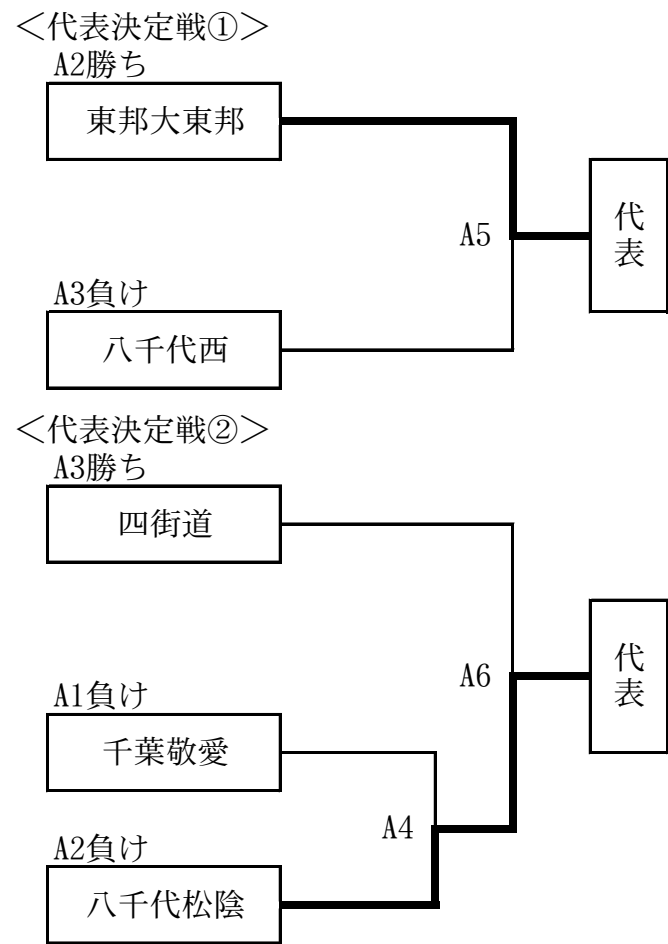 ＜代表決定戦①＞
A2勝ち
東邦大東邦
A5
代表
A3負け
八千代西
＜代表決定戦②＞
A3勝ち
四街道
A6
代表
A1負け
千葉敬愛
A4
A2負け
八千代松陰